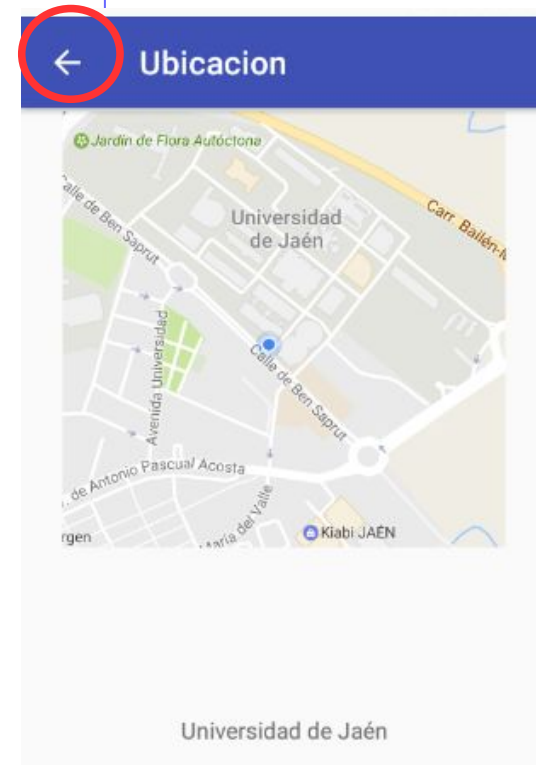 Ubicacion
Jardín de Flora Autóctona
Universidad
de Jaén
Carr. Bailén-M
alle de Ben Saprut
Avenida Universidad
Calle de Ben Saprut
. de Antonio Pascual Acosta
María del Valle
Kiabi JAÉN
rgen
Universidad de Jaén